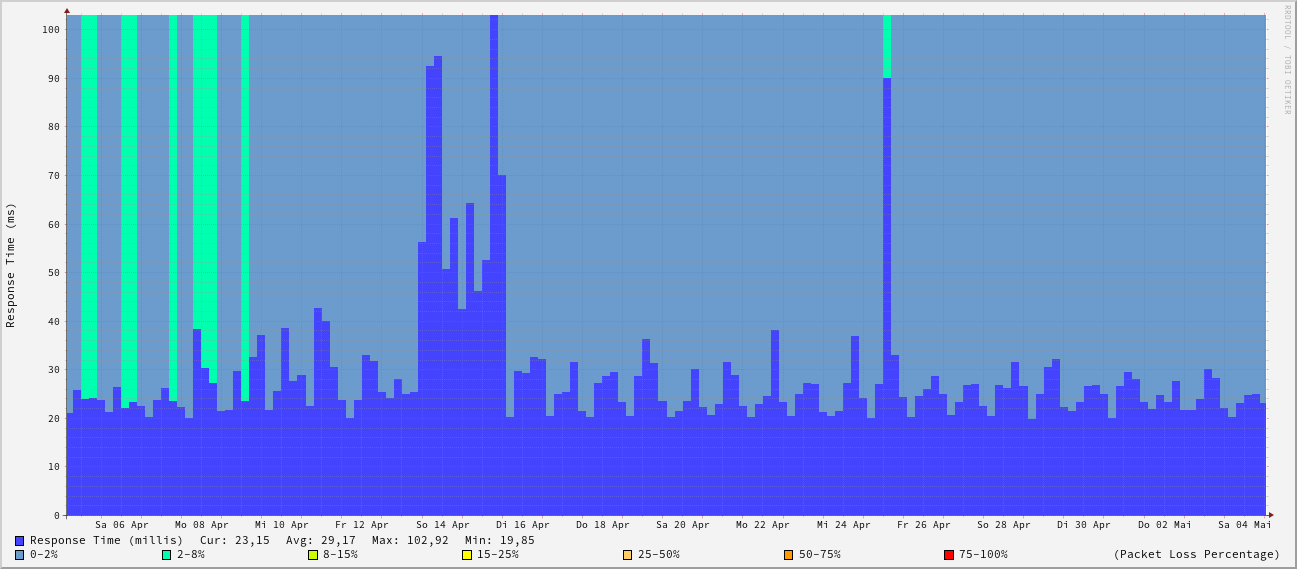 RRDTOOL / TOBI OETIKER
Response Time (ms)
100
90
80
70
60
50
40
30
20
10
0
Sa 06 Apr Mo 08 Apr Mi 10 Apr Fr 12 Apr So 14 Apr Di 16 Apr Do 18 Apr Sa 20 Apr Mo 22 Apr Mi 24 Apr Fr 26 Apr So 28 Apr Di 30 Apr Do 02 Mai Sa 04 Mai
Response Time (millis) Cur: 23,15 Avg: 29,17 Max: 102,92 Min: 19,85
0-2% 2-8% 8-15% 15-25% 25-50% 50-75% 75-100% (Packet Loss Percentage)